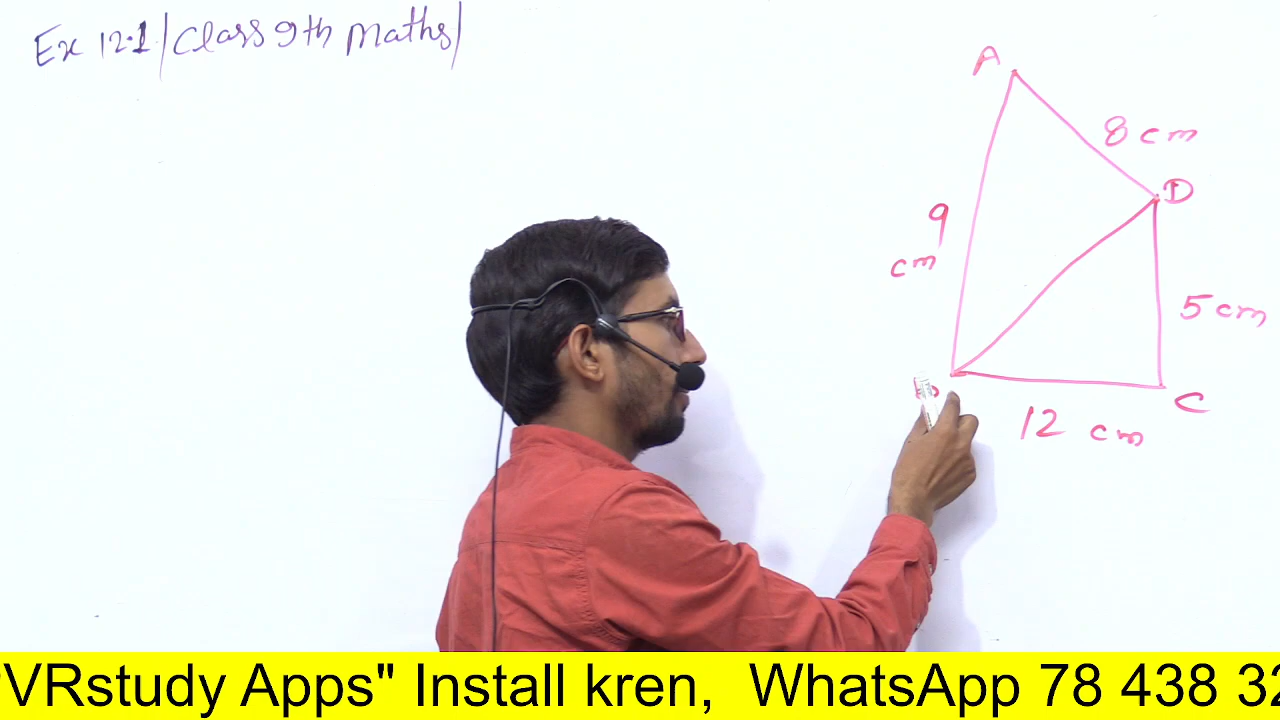 Ex 12.1/Class 9th Maths/
A
8 cm
D
9
cm
5 cm
C
12 cm
VRstudy Apps" Install kren, WhatsApp 78 438 32